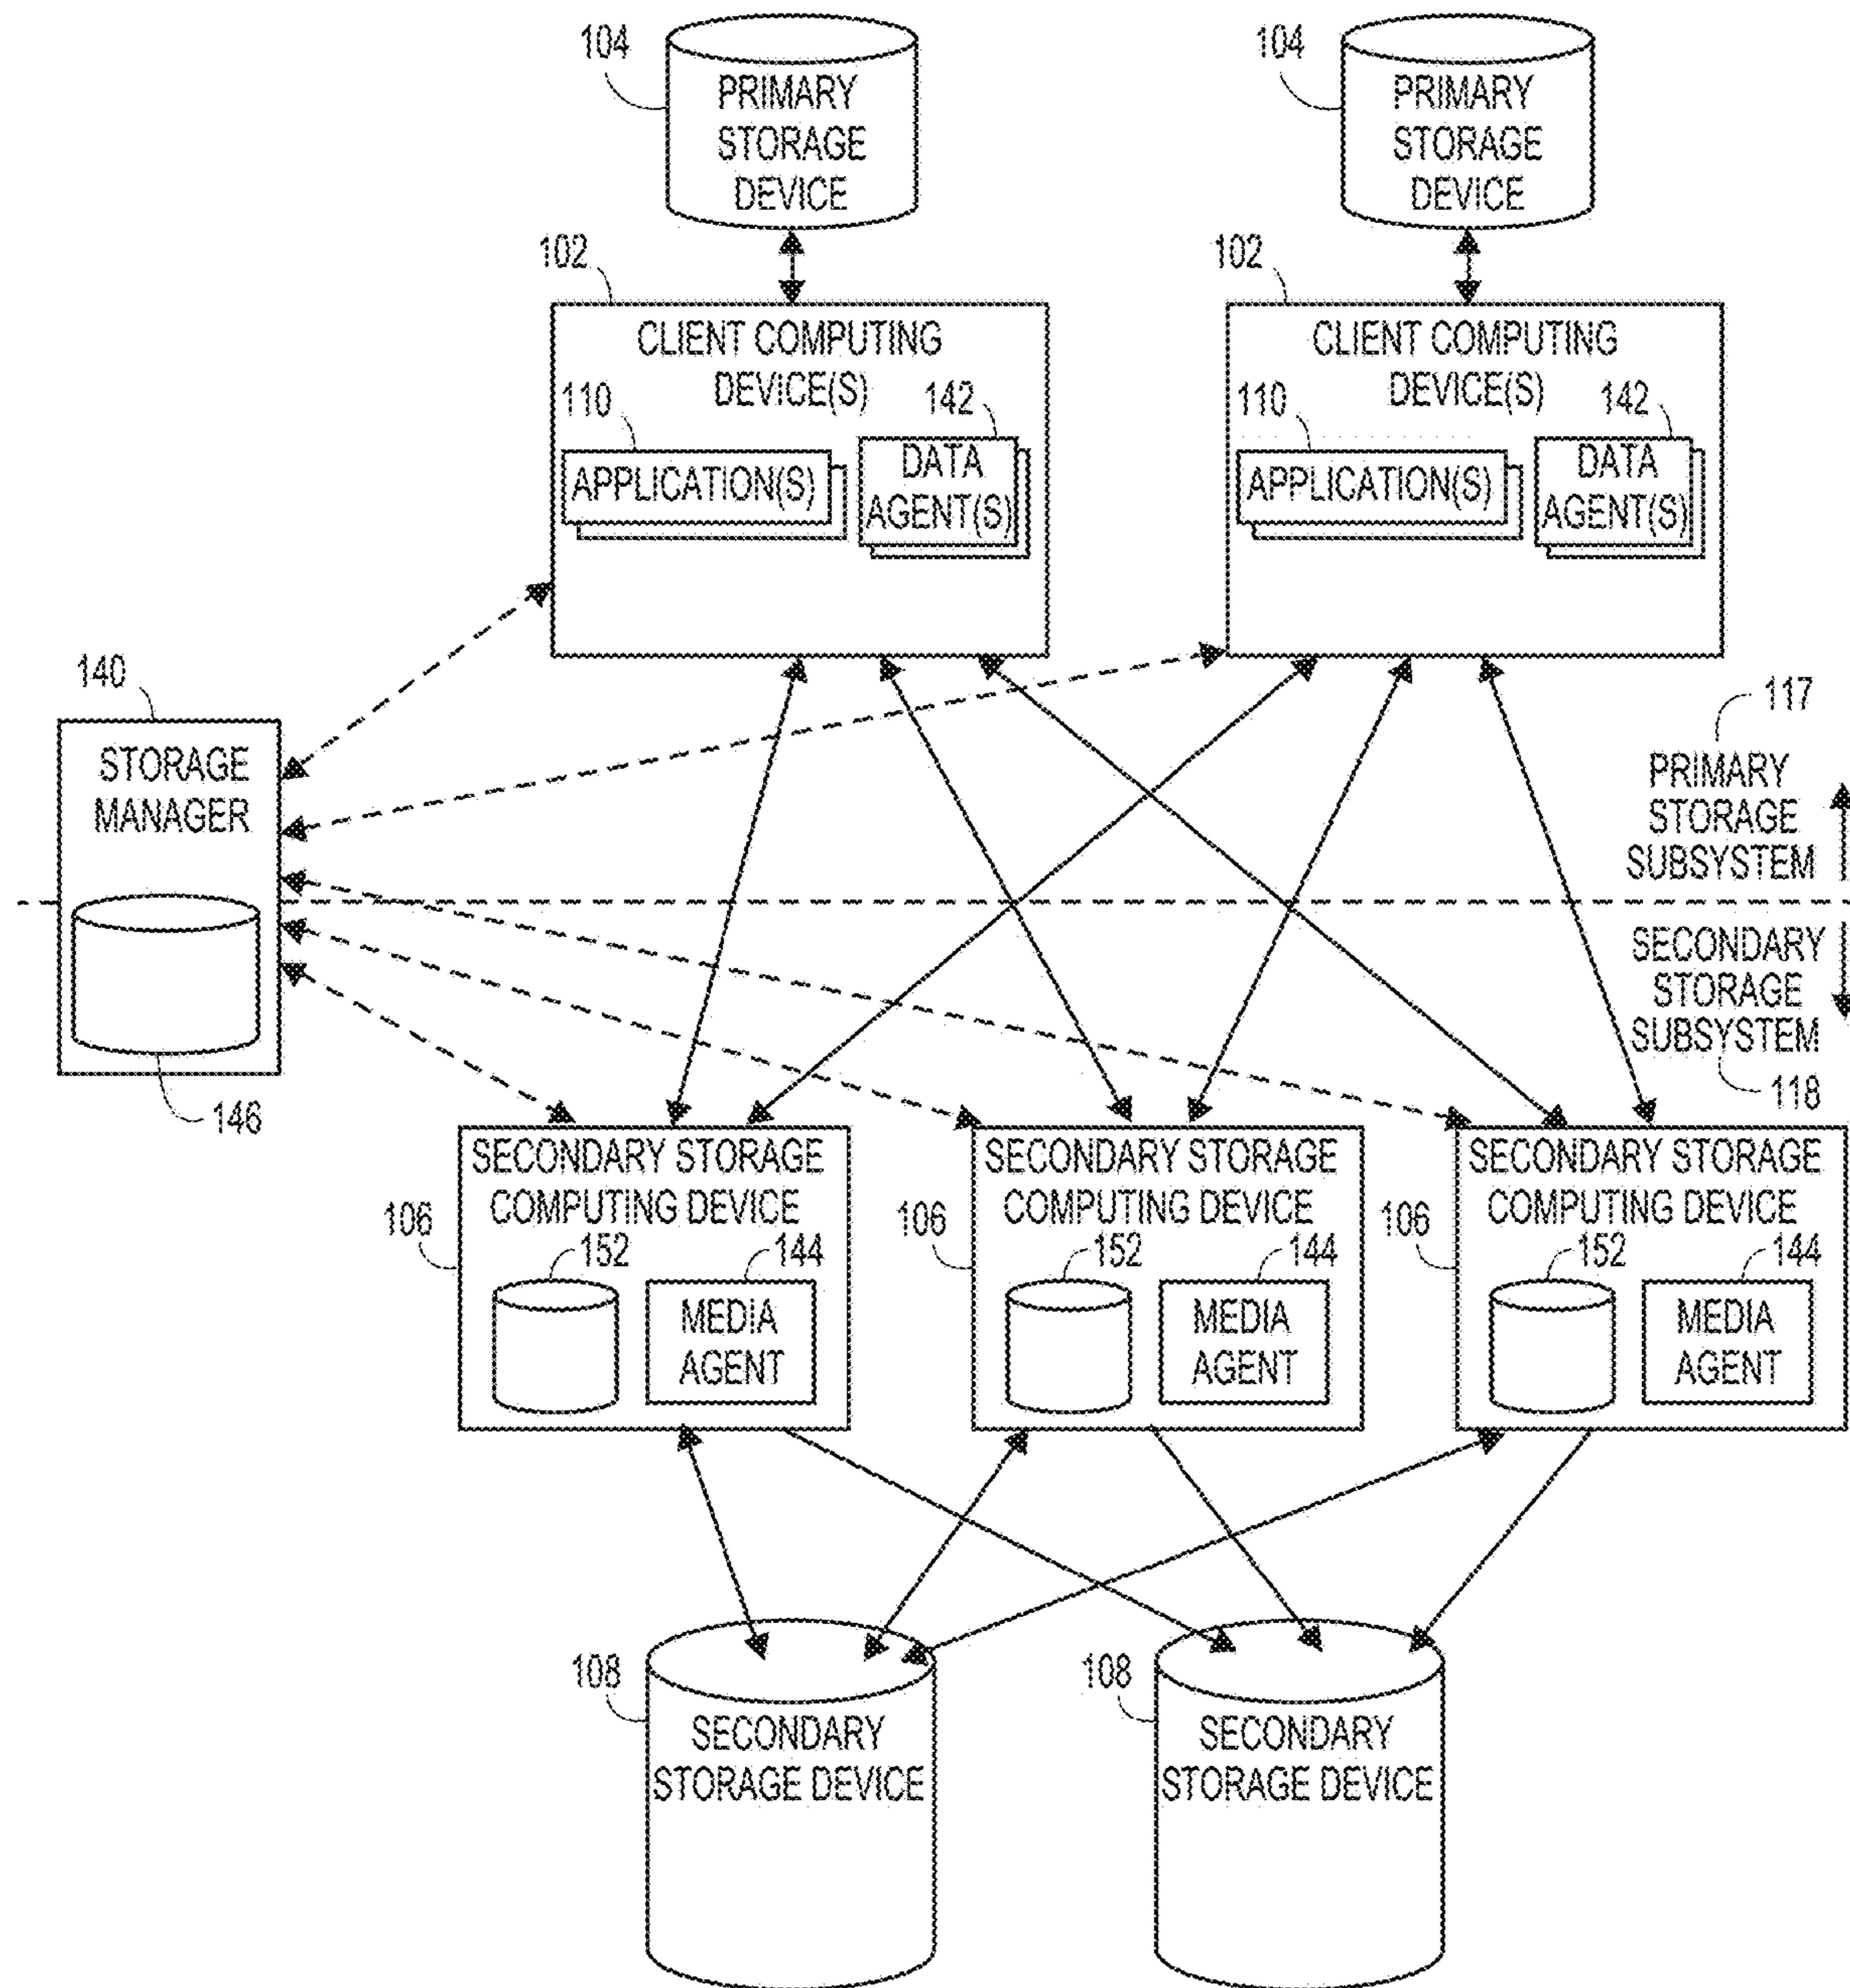 104
PRIMARY
STORAGE
DEVICE
104
PRIMARY
STORAGE
DEVICE
102
CLIENT COMPUTING
DEVICE(S)
110
APPLICATION(S)
142
DATA
AGENT(S)
102
CLIENT COMPUTING
DEVICE(S)
110
APPLICATION(S)
142
DATA
AGENT(S)
140
STORAGE
MANAGER
146
117
PRIMARY
STORAGE
SUBSYSTEM
SECONDARY
STORAGE
SUBSYSTEM
118
106
SECONDARY STORAGE
COMPUTING DEVICE
152
144
MEDIA
AGENT
106
SECONDARY STORAGE
COMPUTING DEVICE
152
144
MEDIA
AGENT
106
SECONDARY STORAGE
COMPUTING DEVICE
152
144
MEDIA
AGENT
108
SECONDARY
STORAGE DEVICE
108
SECONDARY
STORAGE DEVICE